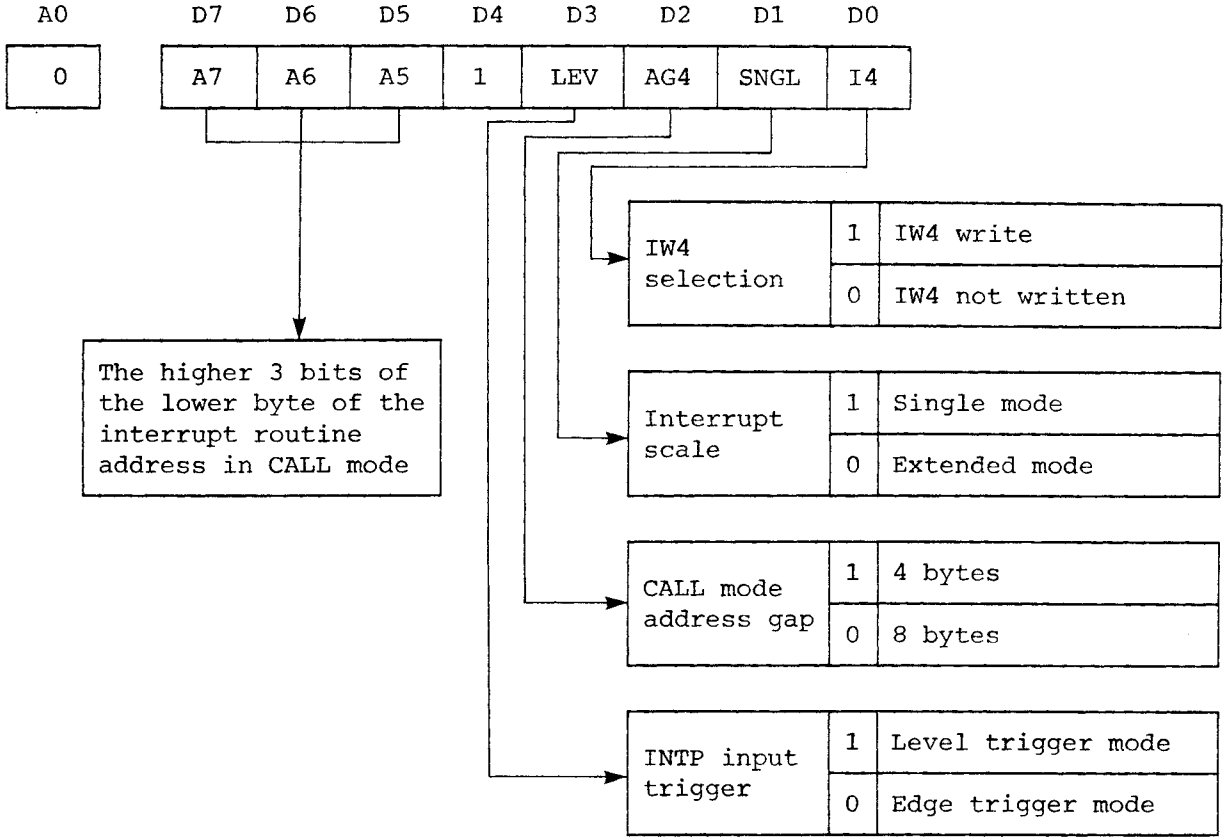 A0 D7 D6 D5 D4 D3 D2 D1 D0
0 A7 A6 A5 1 LEV AG4 SNGL I4
IW4
selection
1 IW4 write
0 IW4 not written
The higher 3 bits of
the lower byte of the
interrupt routine
address in CALL mode
Interrupt
scale
1 Single mode
0 Extended mode
CALL mode
address gap
1 4 bytes
0 8 bytes
INTP input
trigger
1 Level trigger mode
0 Edge trigger mode